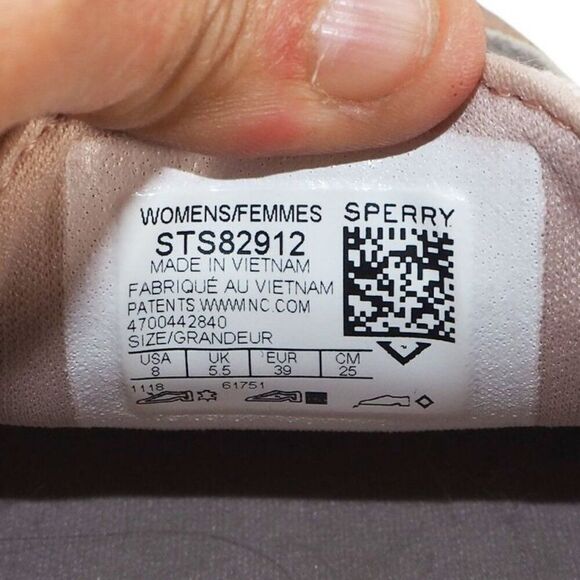 WOMENS/FEMMES SPERRY
STS82912
MADE IN VIETNAM
FABRIQUÉ AU VIETNAM
PATENTS WWWINC.COM
4700442840
SIZE/GRANDEUR
USA UK EUR CM
8 5.5 39 25
1118 61751